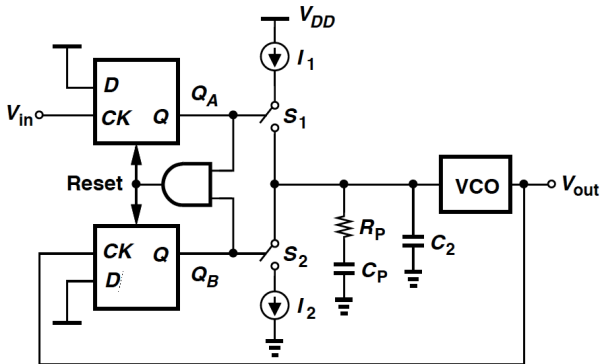 V_DD
I_1
D
Q_A
V_in
CK
Q
S_1
Reset
VCO
V_out
R_P
C_2
CK
Q
S_2
C_P
D
Q_B
I_2